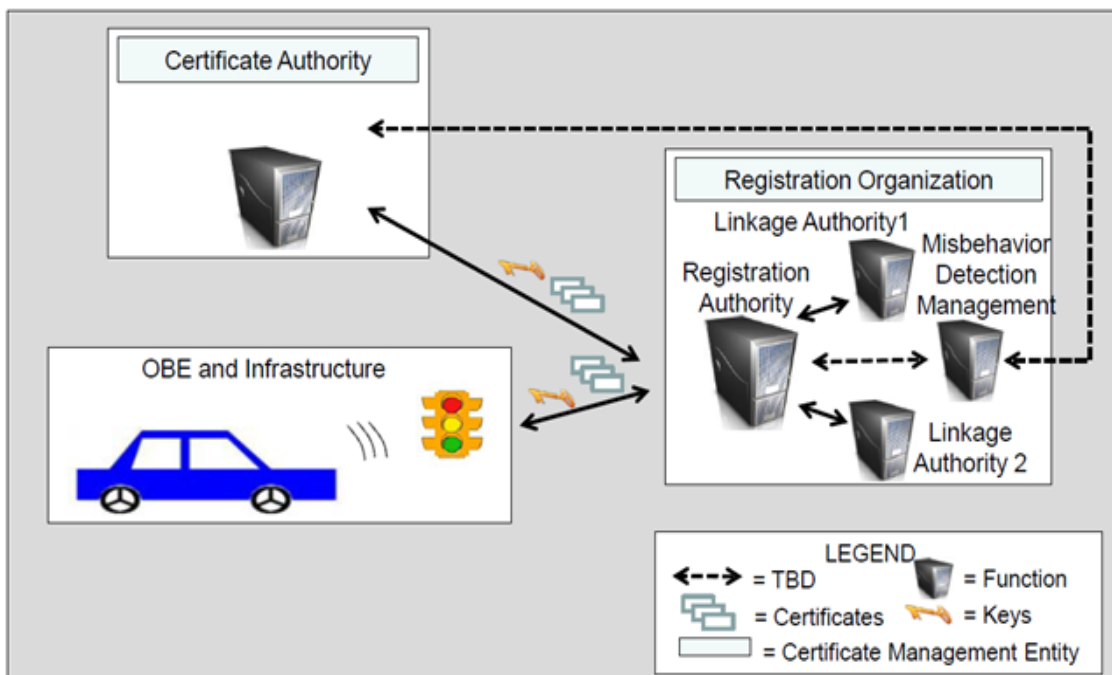 Certificate Authority
Registration Organization
Linkage Authority1
Misbehavior
Detection
Management
Registration
Authority
Linkage
Authority 2
OBE and Infrastructure
LEGEND
= TBD
= Function
= Certificates
= Keys
= Certificate Management Entity